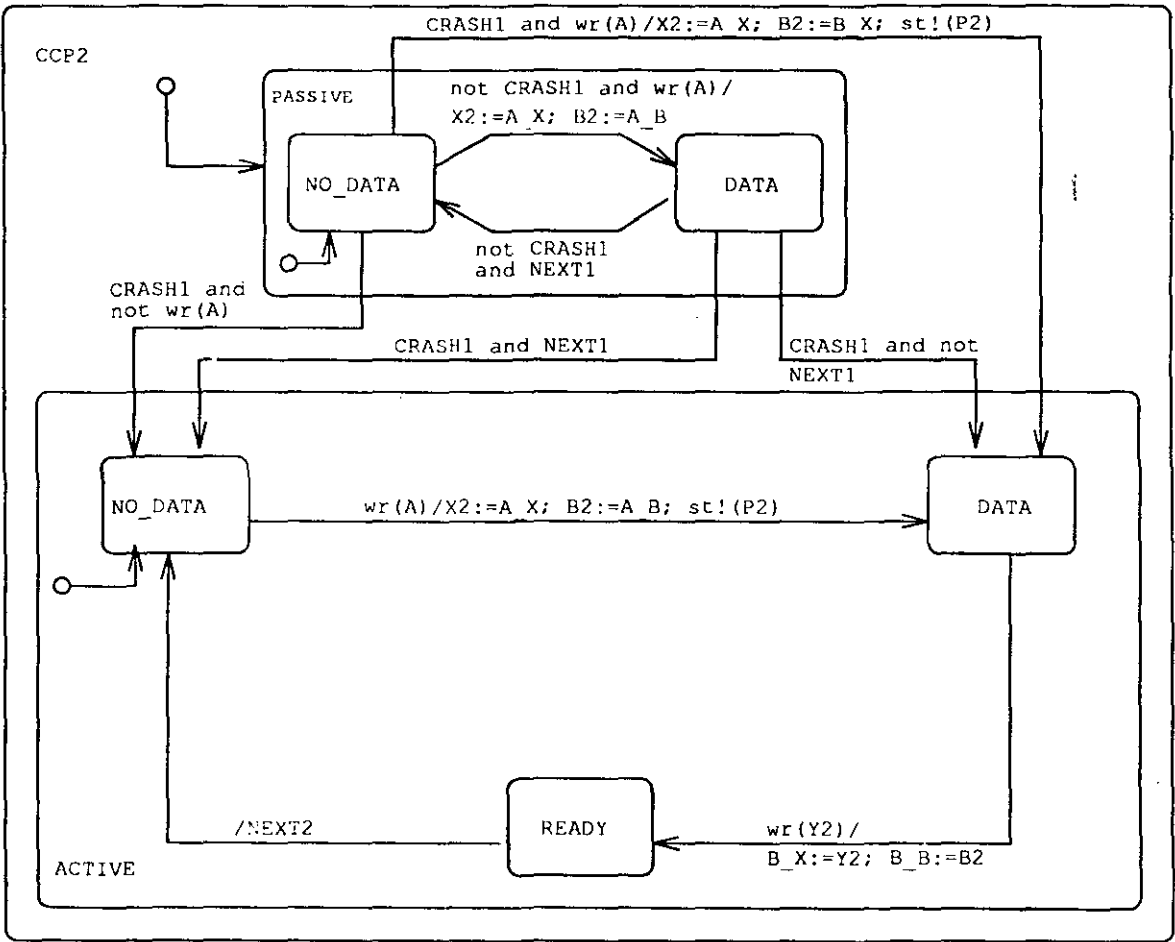 CRASH1 and wr(A)/X2:=A X; B2:=B X; st!(P2)
CCP2
PASSIVE
not CRASH1 and wr(A)/
X2:=A_X; B2:=A_B
NO_DATA
DATA
not CRASH1
and NEXT1
CRASH1 and
not wr(A)
CRASH1 and NEXT1
CRASH1 and not
NEXT1
NO_DATA
wr(A)/X2:=A X; B2:=A B; st!(P2)
DATA
/NEXT2
READY
wr(Y2)/
B_X:=Y2; B_B:=B2
ACTIVE